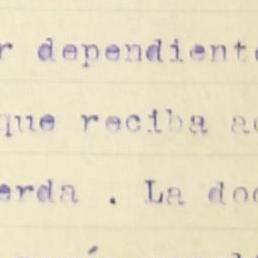 r dependient
que reciba a
erda . La do